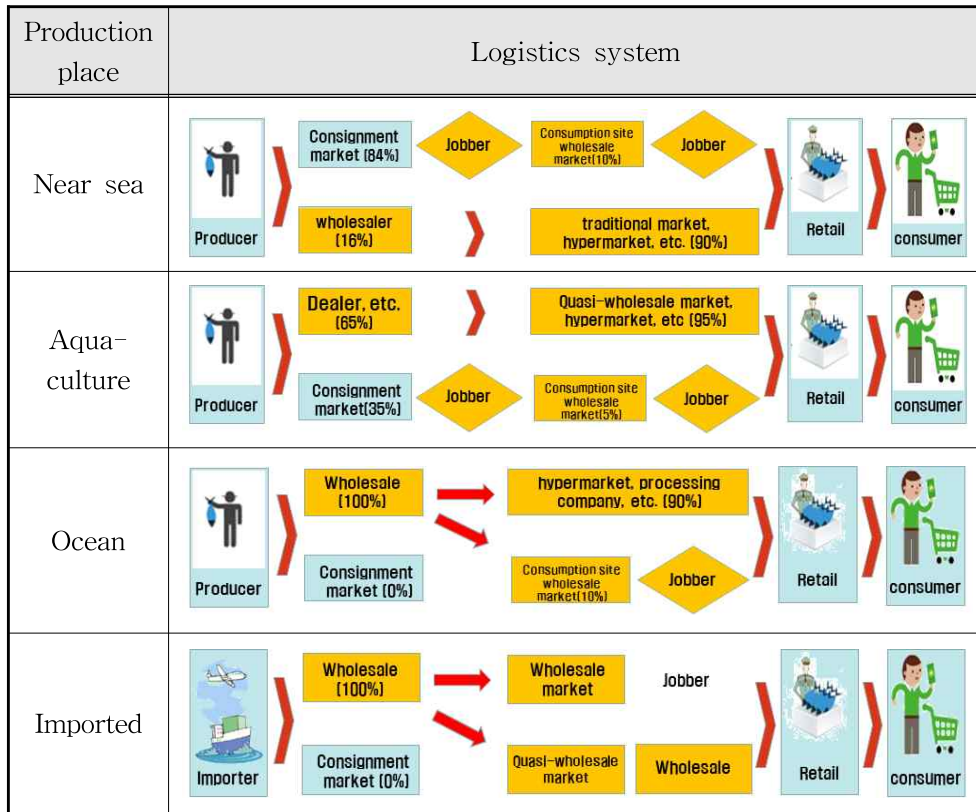 Production
place
Logistics system
Near sea
Producer
Consignment
market (84%)
Jobber
Consumption site
wholesale
market(10%)
Jobber
wholesaler
(16%)
traditional market,
hypermarket, etc. (90%)
Retail
consumer
Aqua-
culture
Producer
Dealer, etc.
(65%)
Quasi-wholesale market,
hypermarket, etc (95%)
Consignment
market(35%)
Jobber
Consumption site
wholesale
market(5%)
Jobber
Retail
consumer
Ocean
Producer
Wholesale
(100%)
hypermarket, processing
company, etc. (90%)
Consignment
market (0%)
Consumption site
wholesale
market(10%)
Jobber
Retail
consumer
Imported
Importer
Wholesale
(100%)
Wholesale
market
Jobber
Consignment
market (0%)
Quasi-wholesale
market
Wholesale
Retail
consumer